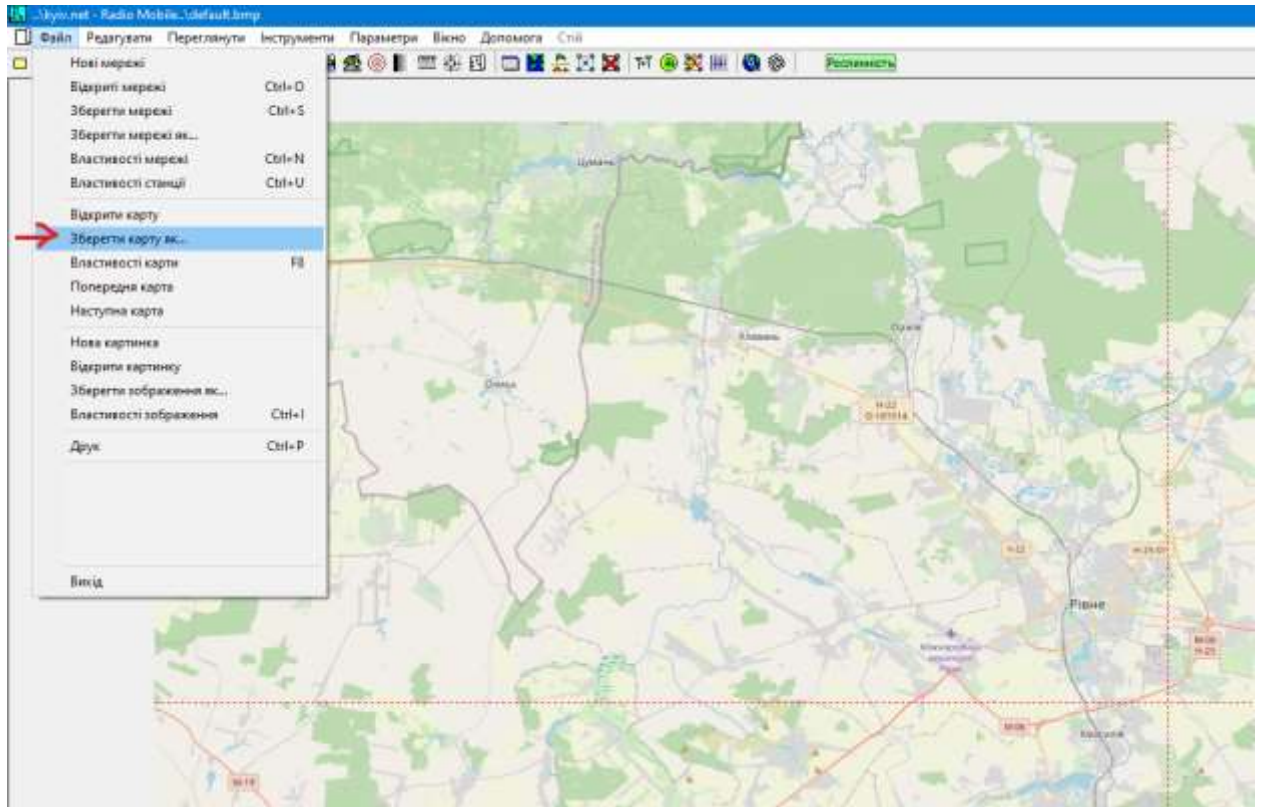 ..\kyiv.net - Radio Mobile..\default.bmp
Файл Редагувати Переглянути Інструменти Параметри Вікно Допомога Стій
Рослинність
Нові мережі
Відкриті мережі Ctrl+O
Зберегти мережі Ctrl+S
Зберегти мережі як...
Властивості мережі Ctrl+N
Властивості станції Ctrl+U
Відкрити карту
Зберегти карту як...
Властивості карти F8
Попередня карта
Наступна карта
Нова картинка
Відкрити картинку
Зберегти зображення як...
Властивості зображення Ctrl+I
Друк Ctrl+P
Вихід
Цумань
Клевань
Олика
Н-22
Н-22
Рівне
М-06
М-19